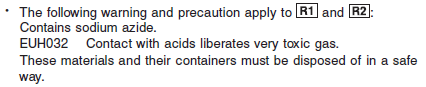 • The following warning and precaution apply to R1 and R2:
Contains sodium azide.
EUH032 Contact with acids liberates very toxic gas.
These materials and their containers must be disposed of in a safe
way.